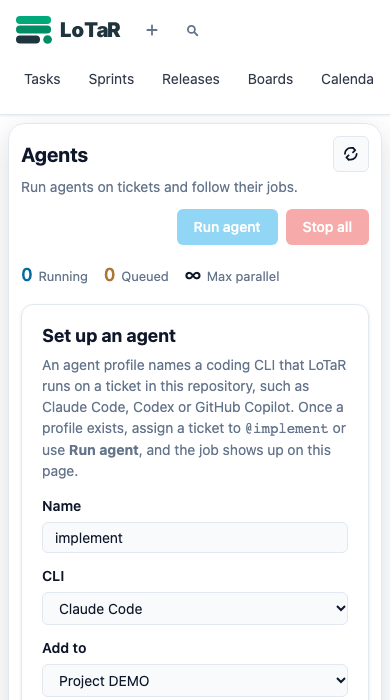 LoTaR
Tasks Sprints Releases Boards Calenda
Agents
Run agents on tickets and follow their jobs.
Run agent Stop all
0 Running 0 Queued ∞ Max parallel
Set up an agent
An agent profile names a coding CLI that LoTaR
runs on a ticket in this repository, such as
Claude Code, Codex or GitHub Copilot. Once a
profile exists, assign a ticket to @implement or
use Run agent, and the job shows up on this
page.
Name
implement
CLI
Claude Code
Add to
Project DEMO